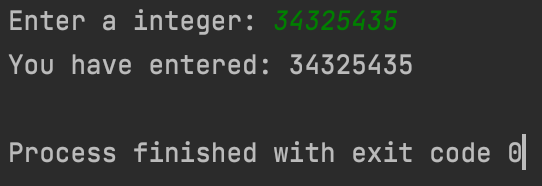 Enter a integer: 34325435
You have entered: 34325435
Process finished with exit code 0